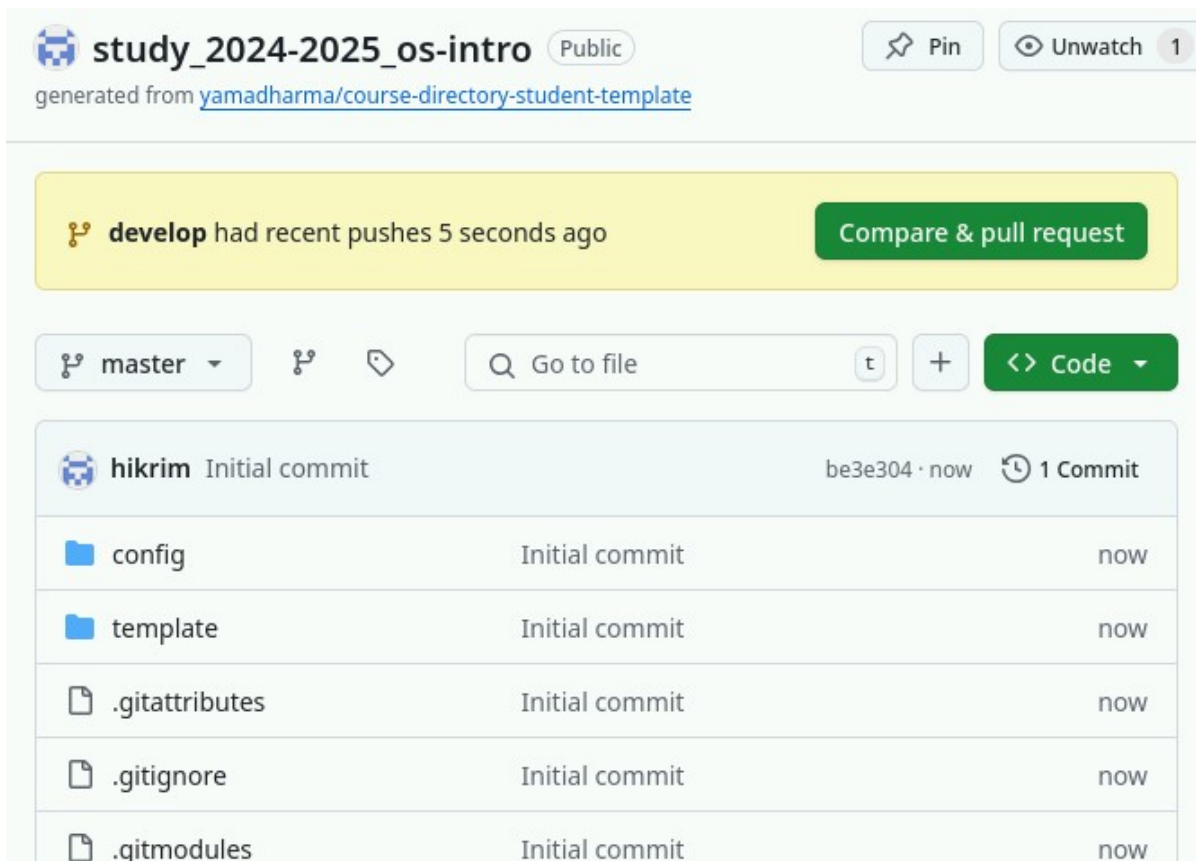 study_2024-2025_os-intro Public Pin Unwatch 1
generated from yamadharma/course-directory-student-template
develop had recent pushes 5 seconds ago Compare & pull request
master Go to file t + <> Code
hikrim Initial commit be3e304 · now 1 Commit
config Initial commit now
template Initial commit now
.gitattributes Initial commit now
.gitignore Initial commit now
.gitmodules Initial commit now